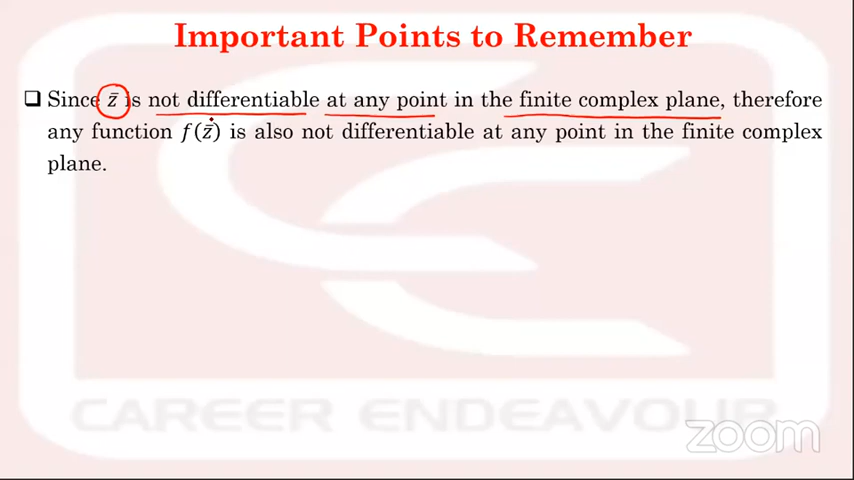 Important Points to Remember
❑ Since z̄ is not differentiable at any point in the finite complex plane, therefore
any function f(z̄) is also not differentiable at any point in the finite complex
plane.
CAREER ENDEAVOUR
zoom